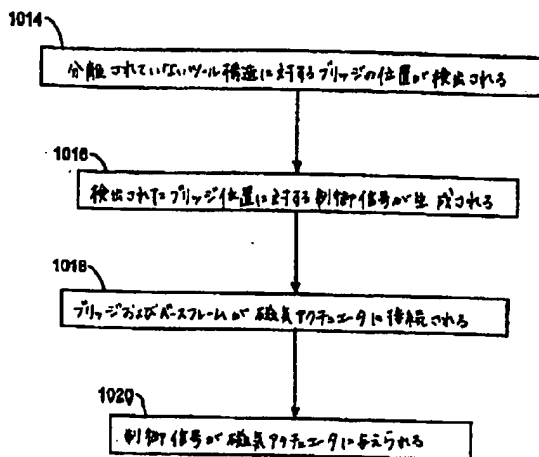 1014
分離されていないツール構造に対するブリッジの位置が検出される
1016
検出されたブリッジ位置に対する制御信号が生成される
1018
ブリッジおよびベースフレームが磁気アクチュエータに接続される
1020
制御信号が磁気アクチュエータに与えられる